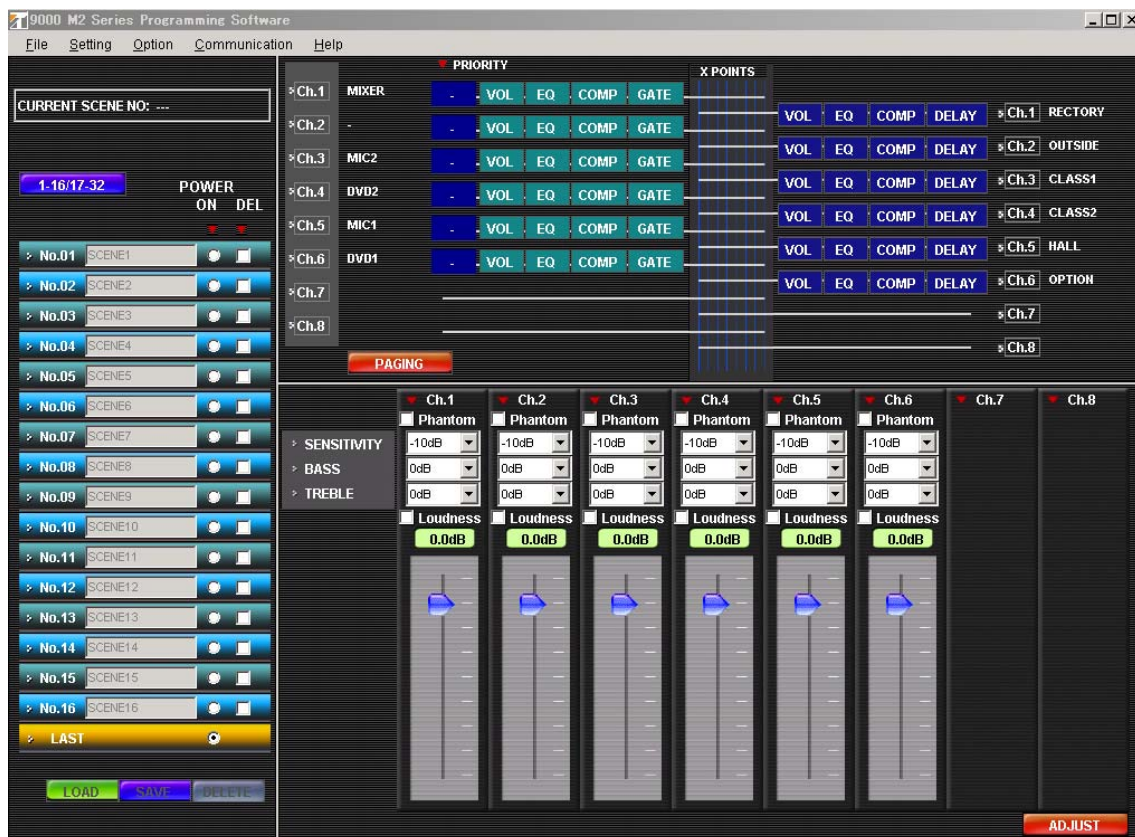 9000 M2 Series Programming Software
File Setting Option Communication Help
CURRENT SCENE NO: ---
1-16/17-32
POWER ON DEL
No.01 SCENE1
No.02 SCENE2
No.03 SCENE3
No.04 SCENE4
No.05 SCENE5
No.06 SCENE6
No.07 SCENE7
No.08 SCENE8
No.09 SCENE9
No.10 SCENE10
No.11 SCENE11
No.12 SCENE12
No.13 SCENE13
No.14 SCENE14
No.15 SCENE15
No.16 SCENE16
LAST
LOAD SAVE DELETE
PRIORITY X POINTS
Ch.1 MIXER - VOL EQ COMP GATE
Ch.2 - - VOL EQ COMP GATE
Ch.3 MIC2 - VOL EQ COMP GATE
Ch.4 DVD2 - VOL EQ COMP GATE
Ch.5 MIC1 - VOL EQ COMP GATE
Ch.6 DVD1 - VOL EQ COMP GATE
Ch.7
Ch.8
VOL EQ COMP DELAY Ch.1 RECTORY
VOL EQ COMP DELAY Ch.2 OUTSIDE
VOL EQ COMP DELAY Ch.3 CLASS1
VOL EQ COMP DELAY Ch.4 CLASS2
VOL EQ COMP DELAY Ch.5 HALL
VOL EQ COMP DELAY Ch.6 OPTION
Ch.7
Ch.8
PAGING
Ch.1 Ch.2 Ch.3 Ch.4 Ch.5 Ch.6 Ch.7 Ch.8
Phantom Phantom Phantom Phantom Phantom Phantom
SENSITIVITY -10dB -10dB -10dB -10dB -10dB -10dB
BASS 0dB 0dB 0dB 0dB 0dB 0dB
TREBLE 0dB 0dB 0dB 0dB 0dB 0dB
Loudness Loudness Loudness Loudness Loudness Loudness
0.0dB 0.0dB 0.0dB 0.0dB 0.0dB 0.0dB
ADJUST